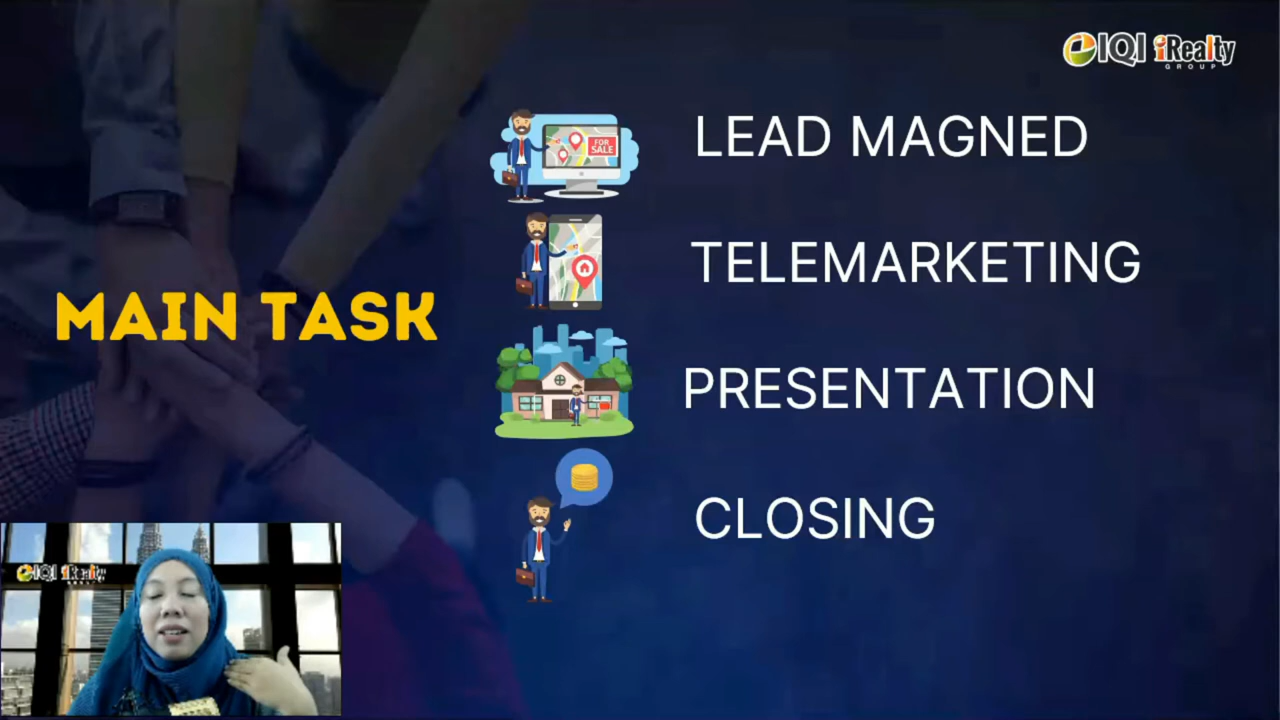 IQI iRealty
GROUP
LEAD MAGNED
FOR
SALE
TELEMARKETING
MAIN TASK
PRESENTATION
CLOSING
IQI iRealty